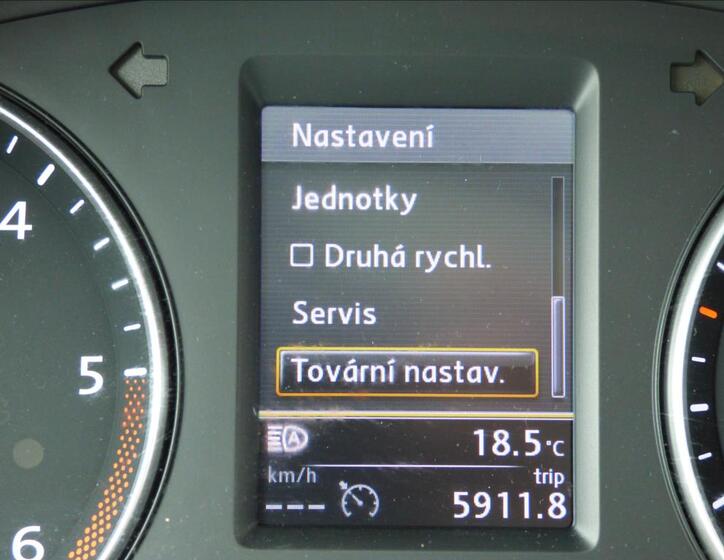 Nastavení
Jednotky
Druhá rychl.
Servis
Tovární nastav.
A
18.5°C
km/h
trip
---
5911.8
4
5
6